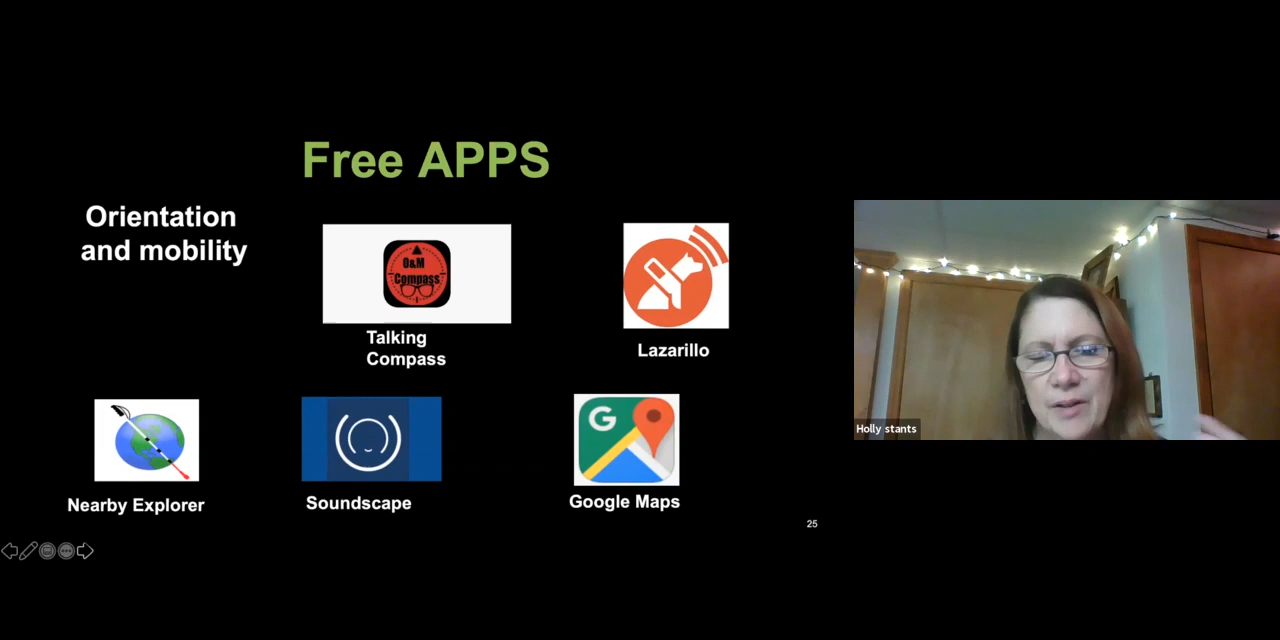 Free APPS
Orientation
and mobility
O&M
Compass
Talking
Compass
Lazarillo
Nearby Explorer
Soundscape
G
Google Maps
25
Holly stants